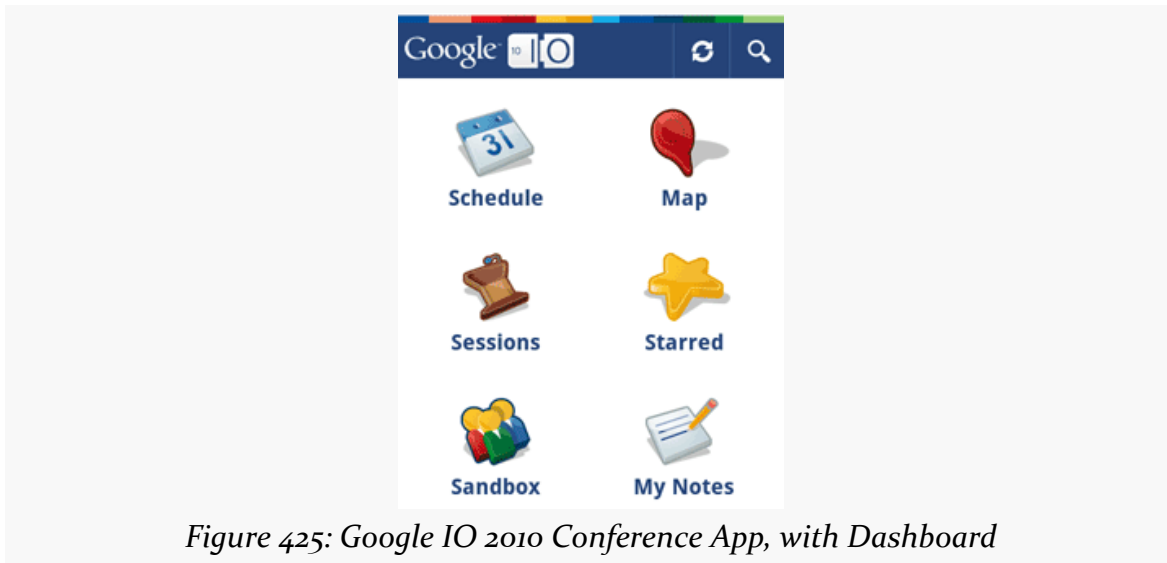 Google 10 IO
31
Schedule Map
Sessions Starred
Sandbox My Notes
Figure 425: Google IO 2010 Conference App, with Dashboard